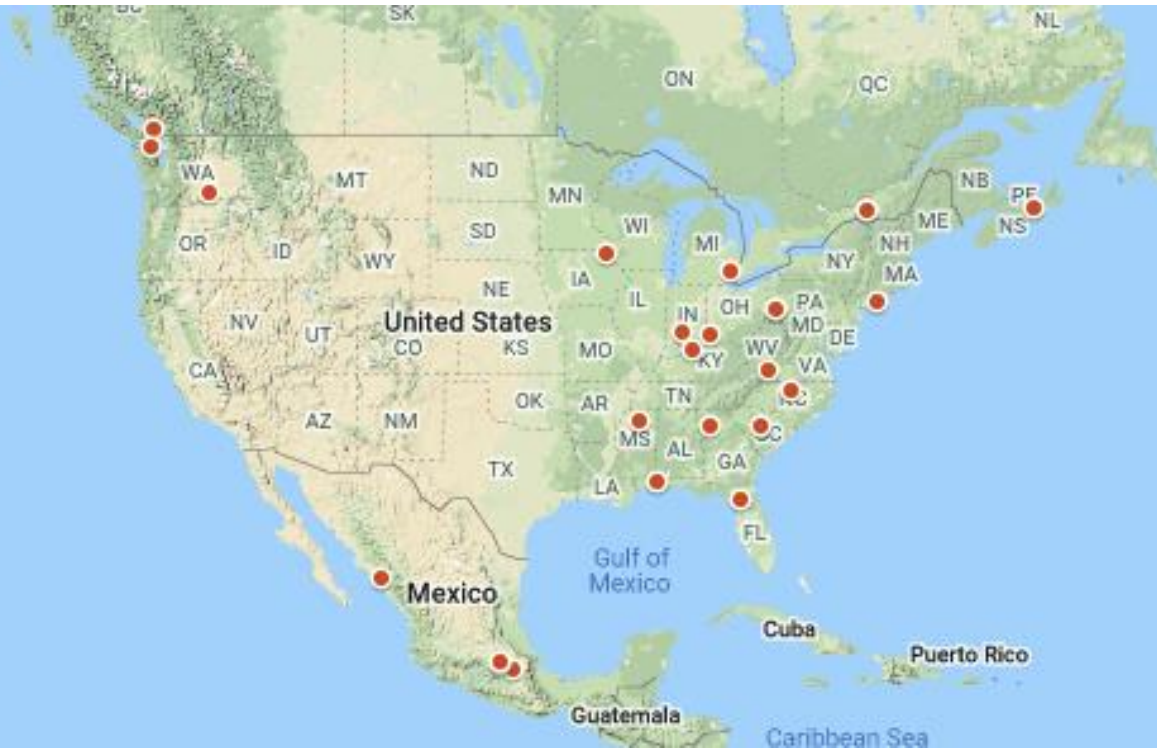 BC
SK
NL
ON
QC
WA
MT
ND
MN
NB
PE
OR
ID
WY
SD
WI
MI
ME
NS
NH
NY
MA
IA
NE
IL
IN
OH
PA
MD
NV
UT
United States
CO
KS
MO
KY
WV
DE
VA
CA
AZ
NM
OK
AR
TN
NC
MS
AL
SC
GA
TX
LA
FL
Gulf of
Mexico
Mexico
Cuba
Puerto Rico
Guatemala
Caribbean Sea